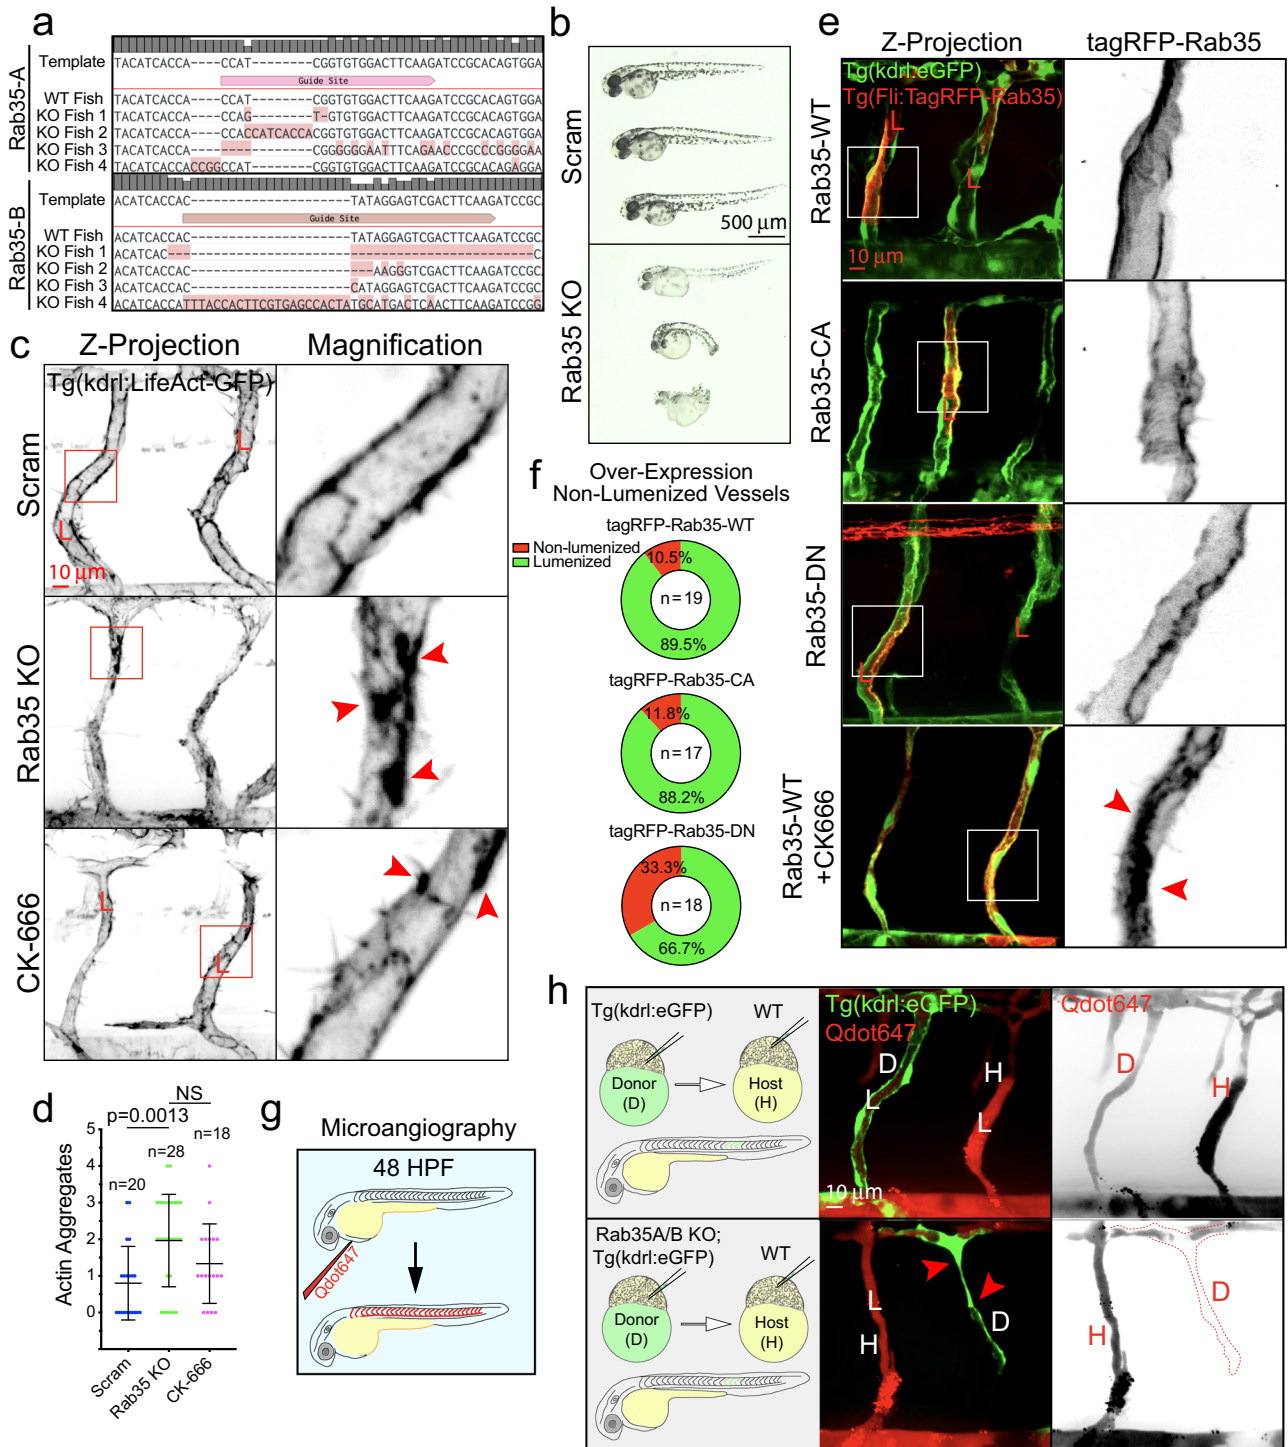 a
Rab35-A
Template
TACATCACCA-----CCAT--------CGGTGTGGACTTCAAGATCCGCACAGTGGA
Guide Site
WT Fish
TACATCACCA-----CCAT--------CGGTGTGGACTTCAAGATCCGCACAGTGGA
KO Fish 1
KO Fish 2
KO Fish 3
KO Fish 4
Rab35-B
Template
Guide Site
WT Fish
KO Fish 1
KO Fish 2
KO Fish 3
KO Fish 4
b
Scram
500 µm
Rab35 KO
c
Z-Projection
Magnification
Tg(kdrl:LifeAct-GFP)
Scram
L
L
10 µm
Rab35 KO
CK-666
L
L
d
p=0.0013
NS
n=20
n=28
n=18
Actin Aggregates
5
4
3
2
1
0
Scram
Rab35 KO
CK-666
e
Z-Projection
tagRFP-Rab35
Tg(kdrl:eGFP)
Tg(Fli:TagRFP-Rab35)
Rab35-WT
L
L
10 µm
Rab35-CA
L
Rab35-DN
L
L
Rab35-WT
+CK666
f
Over-Expression
Non-Lumenized Vessels
tagRFP-Rab35-WT
Non-lumenized
Lumenized
10.5%
n=19
89.5%
tagRFP-Rab35-CA
11.8%
n=17
88.2%
tagRFP-Rab35-DN
33.3%
n=18
66.7%
g
Microangiography
48 HPF
Qdot647
h
Tg(kdrl:eGFP)
WT
Donor
(D)
Host
(H)
Tg(kdrl:eGFP)
Qdot647
D
H
L
L
10 µm
Qdot647
D
H
Rab35A/B KO;
Tg(kdrl:eGFP)
WT
Donor
(D)
Host
(H)
L
H
D
D
H